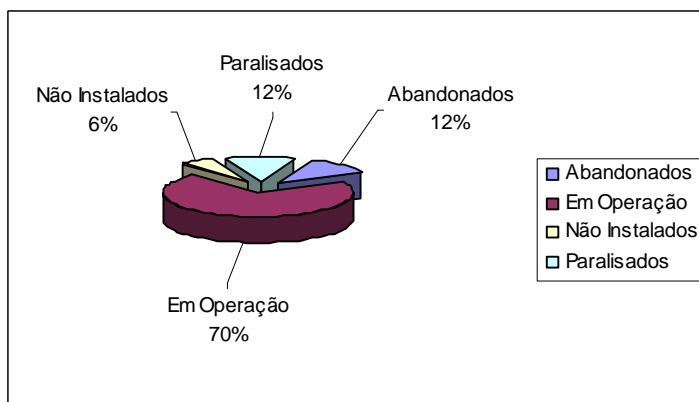 Paralisados
12%
Não Instalados
6%
Abandonados
12%
Em Operação
70%
Abandonados
Em Operação
Não Instalados
Paralisados